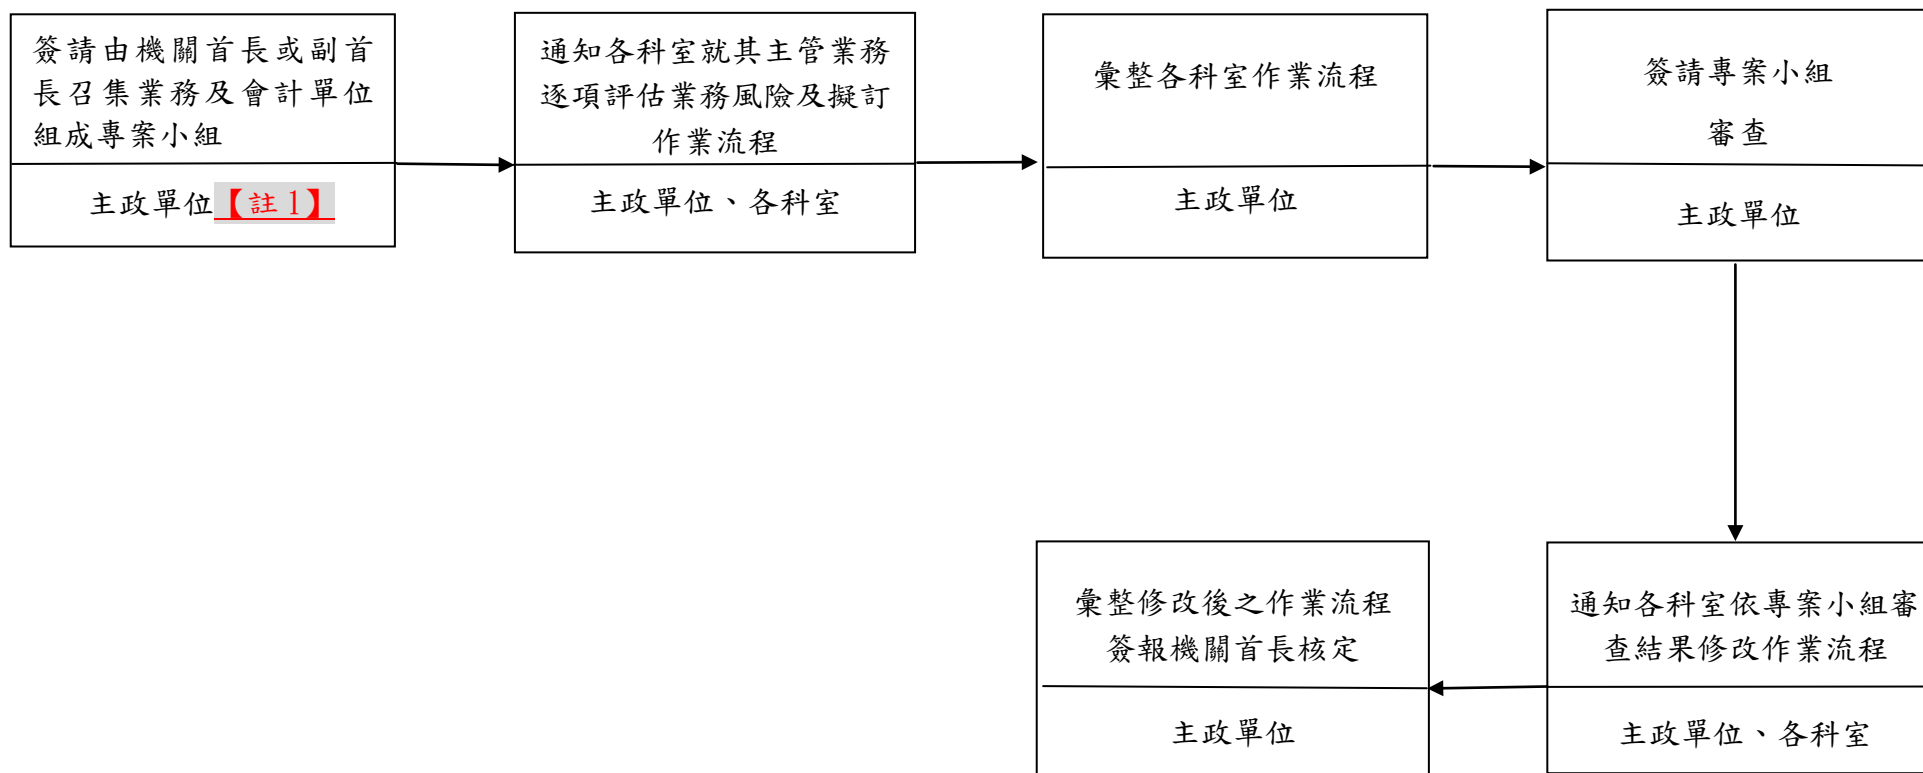 簽請由機關首長或副首
長召集業務及會計單位
組成專案小組
主政單位【註1】
通知各科室就其主管業務
逐項評估業務風險及擬訂
作業流程
主政單位、各科室
彙整各科室作業流程
主政單位
簽請專案小組
審查
主政單位
通知各科室依專案小組審
查結果修改作業流程
主政單位、各科室
彙整修改後之作業流程
簽報機關首長核定
主政單位